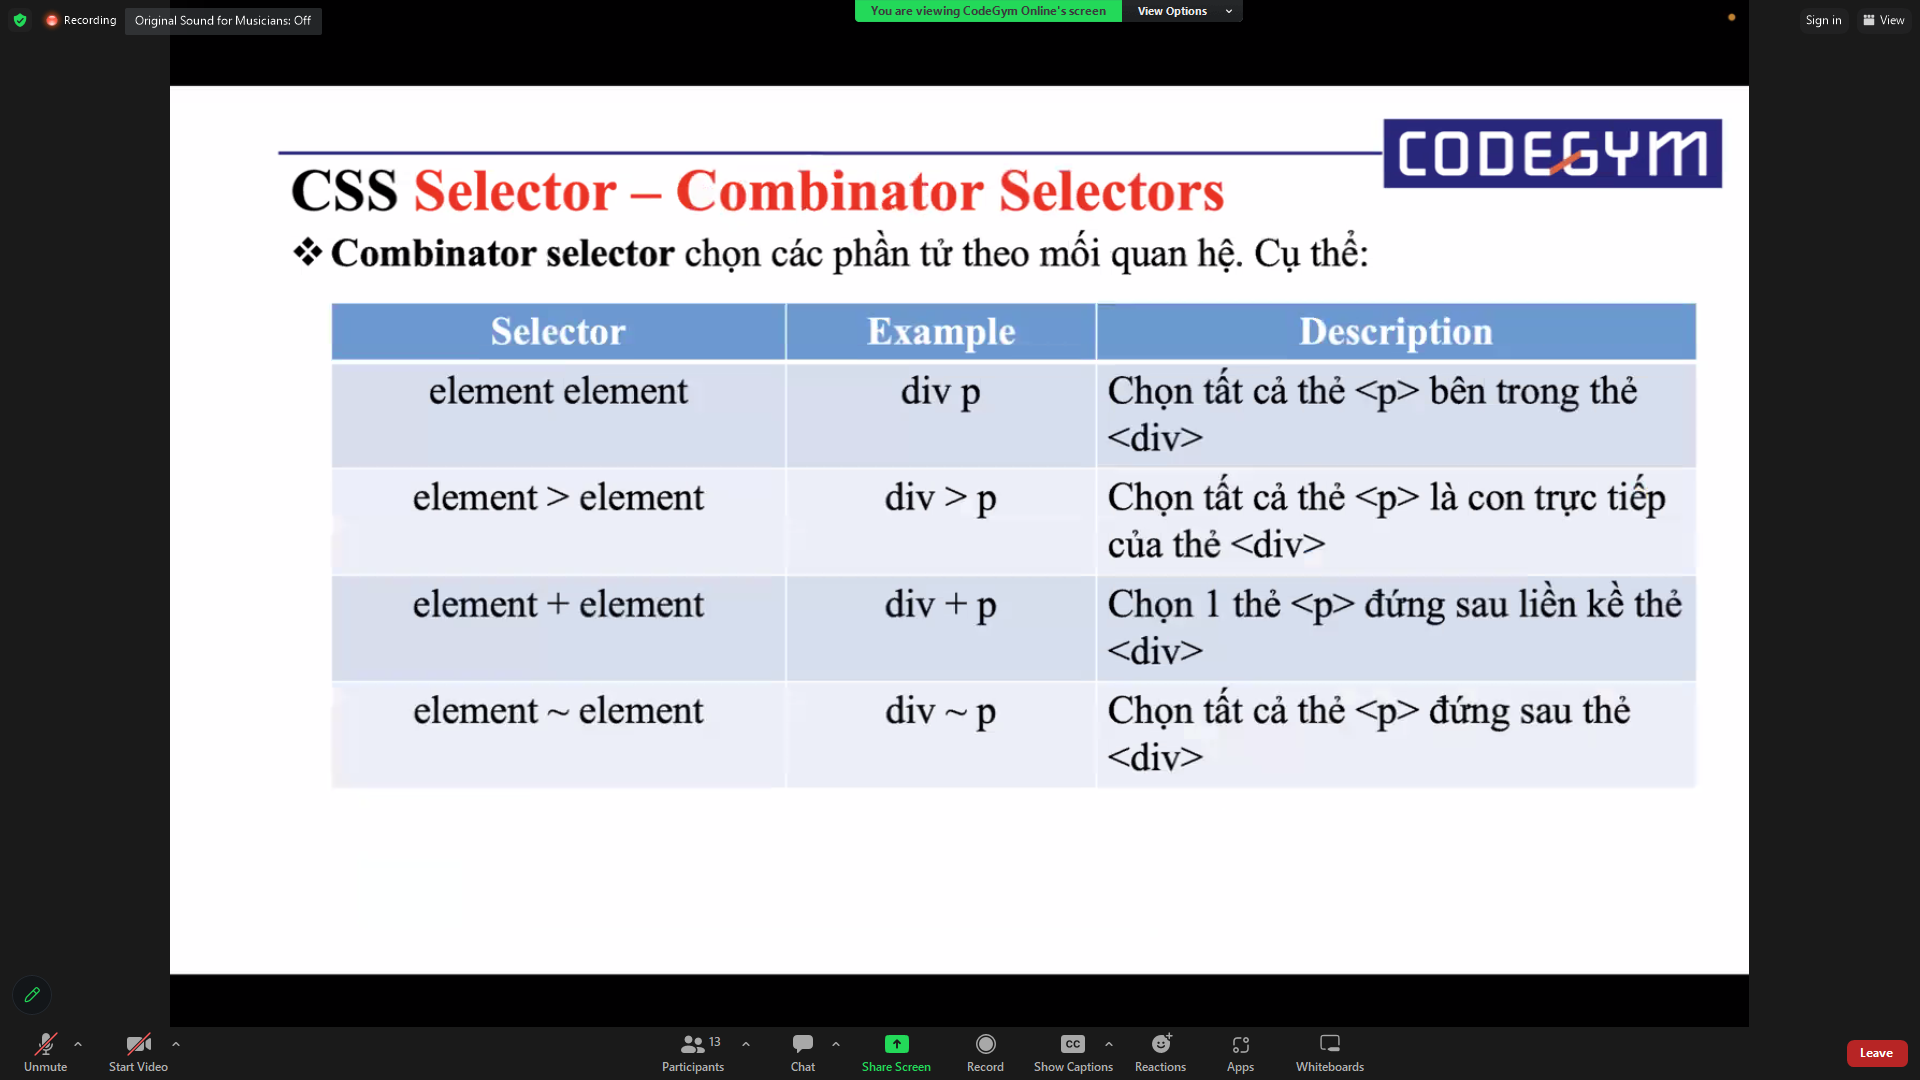 Recording
Original Sound for Musicians: Off
You are viewing CodeGym Online's screen
View Options
Sign in
View
CODEGYM
CSS Selector – Combinator Selectors
❖ Combinator selector chọn các phần tử theo mối quan hệ. Cụ thể:
Selector Example Description
element element div p Chọn tất cả thẻ <p> bên trong thẻ
<div>
element > element div > p Chọn tất cả thẻ <p> là con trực tiếp
của thẻ <div>
element + element div + p Chọn 1 thẻ <p> đứng sau liền kề thẻ
<div>
element ~ element div ~ p Chọn tất cả thẻ <p> đứng sau thẻ
<div>
Unmute
Start Video
13
Participants
Chat
Share Screen
Record
CC
Show Captions
Reactions
Apps
Whiteboards
Leave